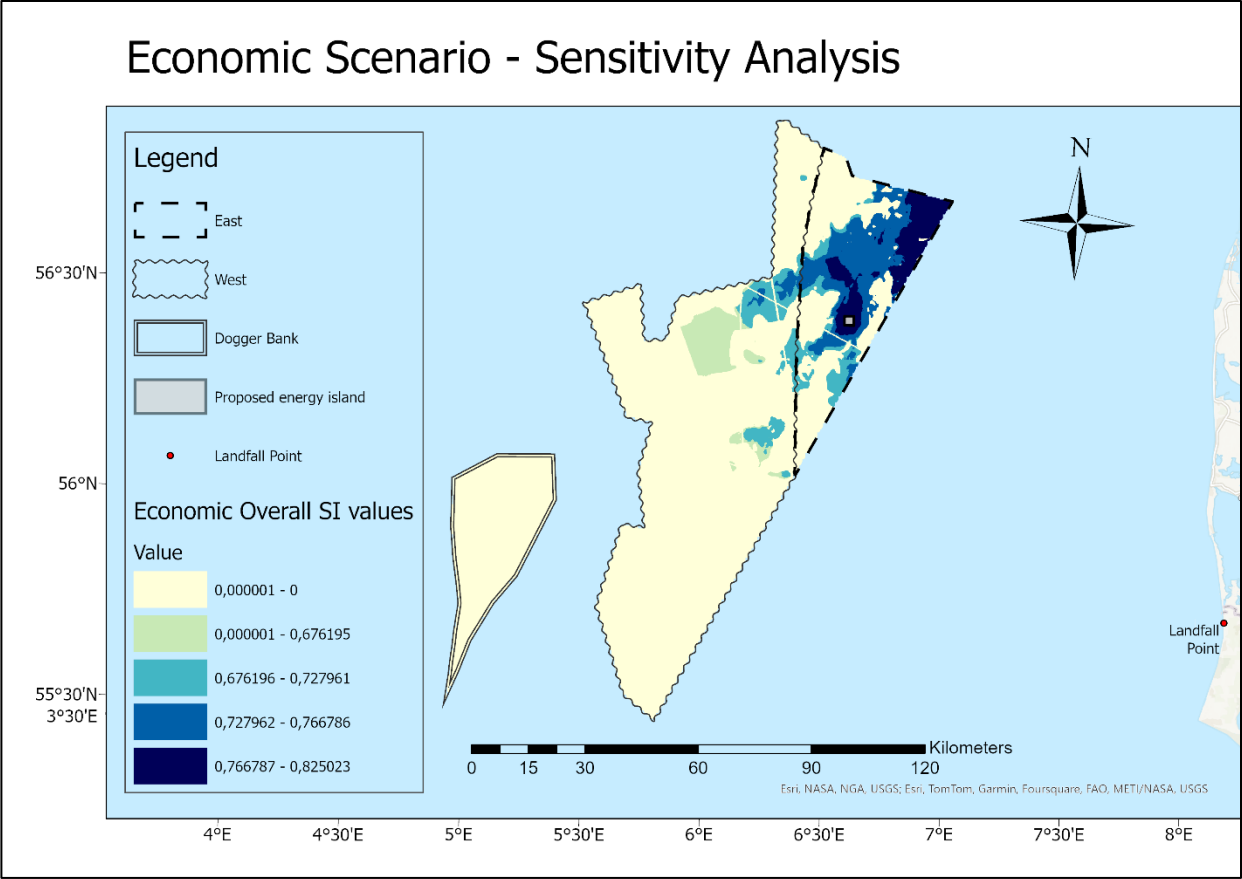 Economic Scenario - Sensitivity Analysis
Legend
East
West
Dogger Bank
Proposed energy island
Landfall Point
Economic Overall SI values
Value
0,000001 - 0
0,000001 - 0,676195
0,676196 - 0,727961
0,727962 - 0,766786
0,766787 - 0,825023
N
56°30'N
56°N
55°30'N
3°30'E
Landfall
Point
Kilometers
0 15 30 60 90 120
Esri, NASA, NGA, USGS; Esri, TomTom, Garmin, Foursquare, FAO, METI/NASA, USGS
4°E 4°30'E 5°E 5°30'E 6°E 6°30'E 7°E 7°30'E 8°E